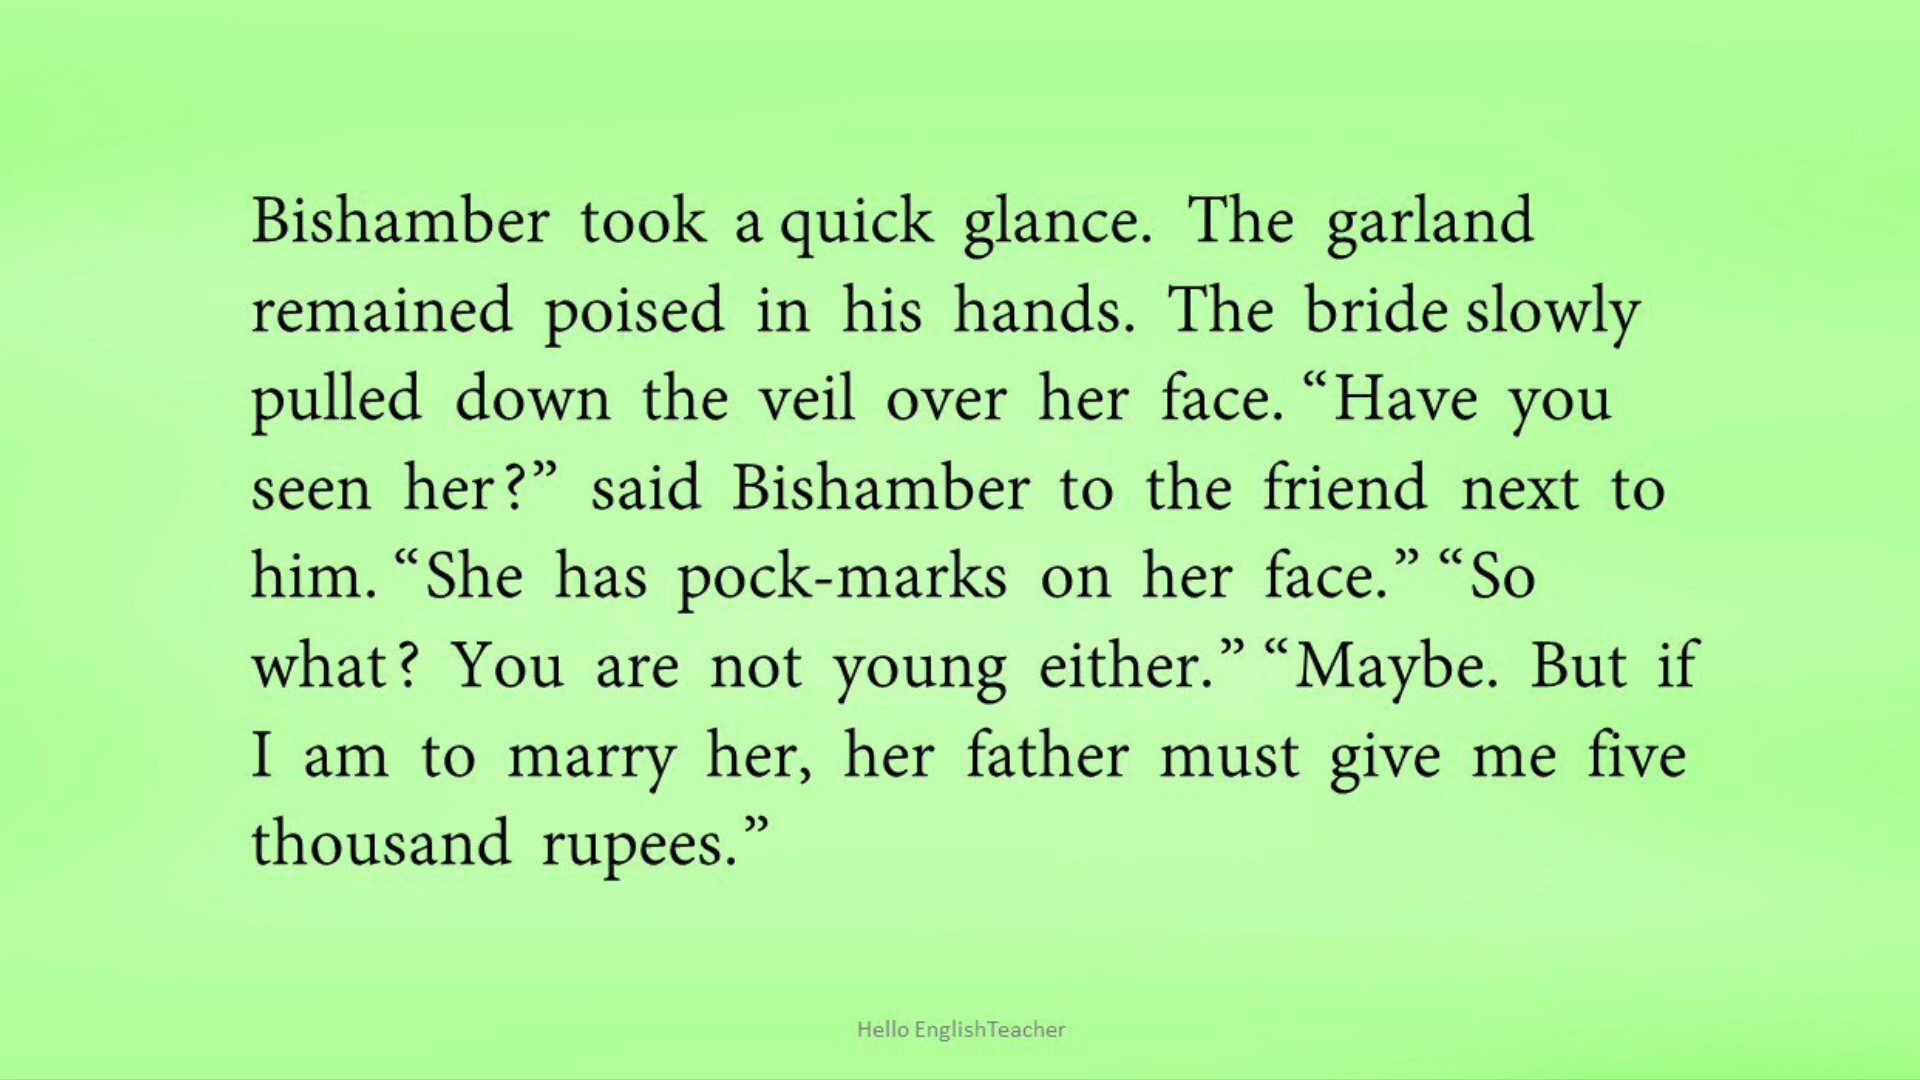 Bishamber took a quick glance. The garland
remained poised in his hands. The bride slowly
pulled down the veil over her face. “Have you
seen her?” said Bishamber to the friend next to
him. “She has pock-marks on her face.” “So
what? You are not young either.” “Maybe. But if
I am to marry her, her father must give me five
thousand rupees.”
Hello EnglishTeacher